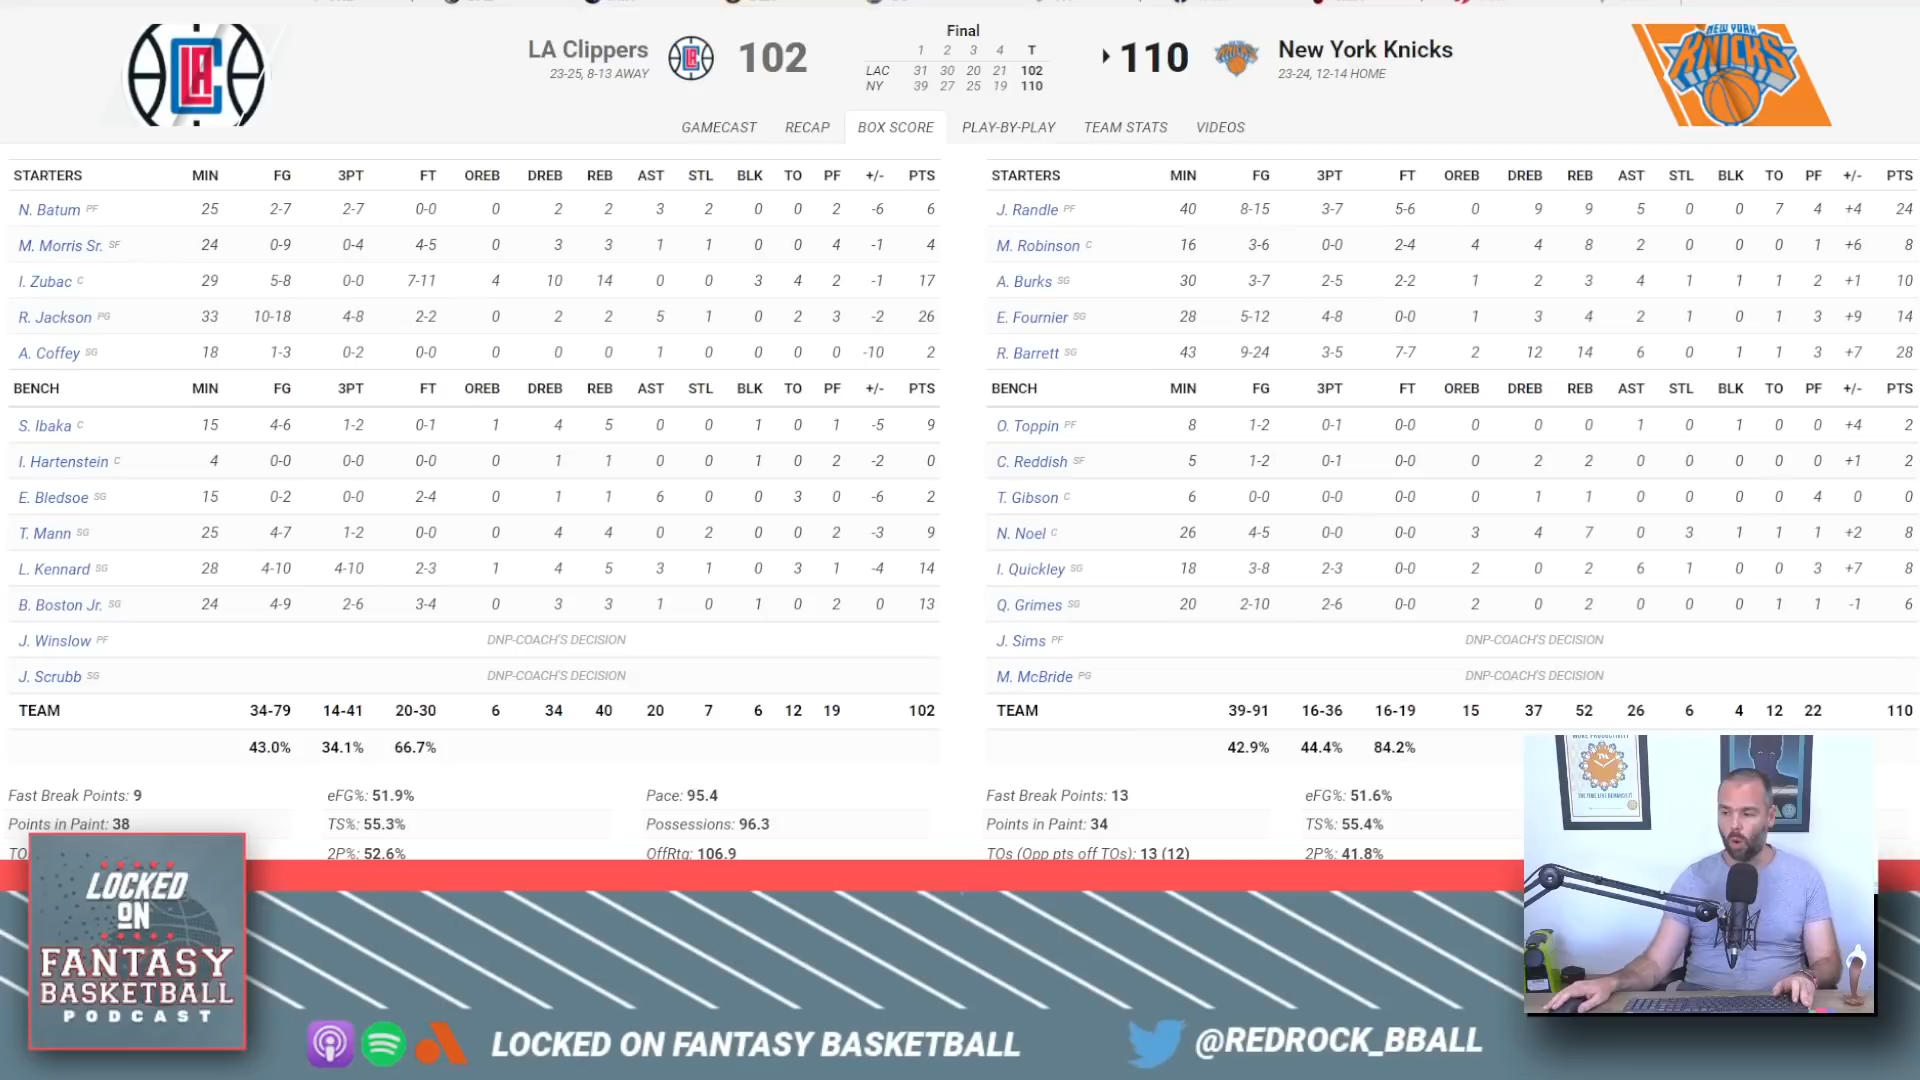 LA Clippers
23-25, 8-13 AWAY
102
Final
1 2 3 4 T
LAC 31 30 20 21 102
NY 39 27 25 19 110
110
NEW YORK
KNICKS
New York Knicks
23-24, 12-14 HOME
NEW YORK
KNICKS
GAMECAST RECAP BOX SCORE PLAY-BY-PLAY TEAM STATS VIDEOS
STARTERS MIN FG 3PT FT OREB DREB REB AST STL BLK TO PF +/- PTS
N. Batum PF 25 2-7 2-7 0-0 0 2 2 3 2 0 0 2 -6 6
M. Morris Sr. SF 24 0-9 0-4 4-5 0 3 3 1 1 0 0 4 -1 4
I. Zubac C 29 5-8 0-0 7-11 4 10 14 0 0 3 4 2 -1 17
R. Jackson PG 33 10-18 4-8 2-2 0 2 2 5 1 0 2 3 -2 26
A. Coffey SG 18 1-3 0-2 0-0 0 0 0 1 0 0 0 0 -10 2
BENCH MIN FG 3PT FT OREB DREB REB AST STL BLK TO PF +/- PTS
S. Ibaka C 15 4-6 1-2 0-1 1 4 5 0 0 1 0 1 -5 9
I. Hartenstein C 4 0-0 0-0 0-0 0 1 1 0 0 1 0 2 -2 0
E. Bledsoe SG 15 0-2 0-0 2-4 0 1 1 6 0 0 3 0 -6 2
T. Mann SG 25 4-7 1-2 0-0 0 4 4 0 2 0 0 2 -3 9
L. Kennard SG 28 4-10 4-10 2-3 1 4 5 3 1 0 3 1 -4 14
B. Boston Jr. SG 24 4-9 2-6 3-4 0 3 3 1 0 1 0 2 0 13
J. Winslow PF DNP-COACH'S DECISION
J. Scrubb SG DNP-COACH'S DECISION
TEAM 34-79 14-41 20-30 6 34 40 20 7 6 12 19 102
43.0% 34.1% 66.7%
Fast Break Points: 9 eFG%: 51.9% Pace: 95.4
Points in Paint: 38 TS%: 55.3% Possessions: 96.3
TO 2P%: 52.6% OffRtg: 106.9
STARTERS MIN FG 3PT FT OREB DREB REB AST STL BLK TO PF +/- PTS
J. Randle PF 40 8-15 3-7 5-6 0 9 9 5 0 0 7 4 +4 24
M. Robinson C 16 3-6 0-0 2-4 4 4 8 2 0 0 0 1 +6 8
A. Burks SG 30 3-7 2-5 2-2 1 2 3 4 1 1 1 2 +1 10
E. Fournier SG 28 5-12 4-8 0-0 1 3 4 2 1 0 1 3 +9 14
R. Barrett SG 43 9-24 3-5 7-7 2 12 14 6 0 1 1 3 +7 28
BENCH MIN FG 3PT FT OREB DREB REB AST STL BLK TO PF +/- PTS
O. Toppin PF 8 1-2 0-1 0-0 0 0 0 1 0 1 0 0 +4 2
C. Reddish SF 5 1-2 0-1 0-0 0 2 2 0 0 0 0 0 +1 2
T. Gibson C 6 0-0 0-0 0-0 0 1 1 0 0 0 0 4 0 0
N. Noel C 26 4-5 0-0 0-0 3 4 7 0 3 1 1 1 +2 8
I. Quickley SG 18 3-8 2-3 0-0 2 0 2 6 1 0 0 3 +7 8
Q. Grimes SG 20 2-10 2-6 0-0 2 0 2 0 0 0 1 1 -1 6
J. Sims PF DNP-COACH'S DECISION
M. McBride PG DNP-COACH'S DECISION
TEAM 39-91 16-36 16-19 15 37 52 26 6 4 12 22 110
42.9% 44.4% 84.2%
Fast Break Points: 13 eFG%: 51.6%
Points in Paint: 34 TS%: 55.4%
TOs (Opp pts off TOs): 13 (12) 2P%: 41.8%
LOCKED
ON
FANTASY
BASKETBALL
PODCAST
LOCKED ON FANTASY BASKETBALL
@REDROCK_BBALL